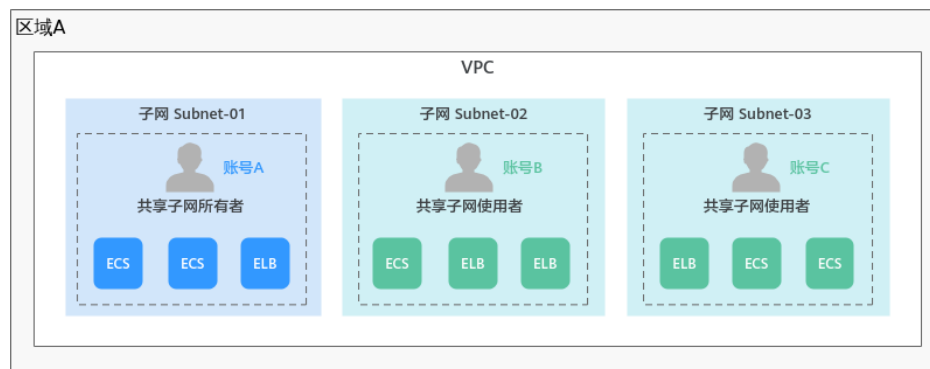 区域A
VPC
子网 Subnet-01
账号A
共享子网所有者
ECS
ECS
ELB
子网 Subnet-02
账号B
共享子网使用者
ECS
ELB
ELB
子网 Subnet-03
账号C
共享子网使用者
ELB
ECS
ECS